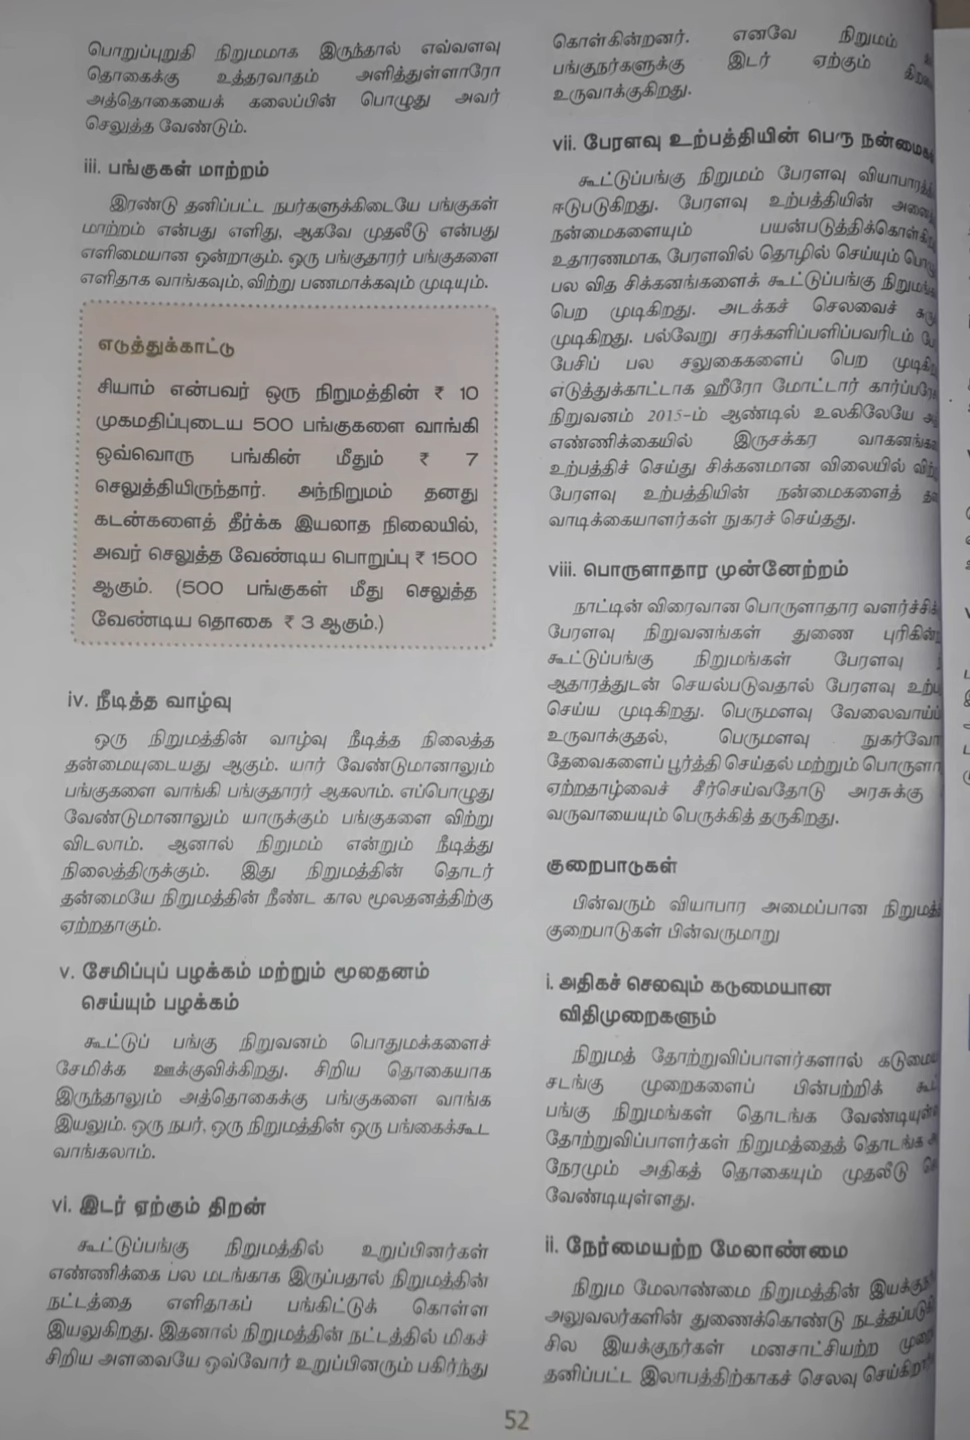 பொறுப்புறுதி நிறுமமாக இருந்தால் எவ்வளவு
தொகைக்கு உத்தரவாதம் அளித்துள்ளாரோ
அத்தொகையைக் கலைப்பின் பொழுது அவர்
செலுத்த வேண்டும்.
iii. பங்குகள் மாற்றம்
இரண்டு தனிப்பட்ட நபர்களுக்கிடையே பங்குகள்
மாற்றம் என்பது எளிது, ஆகவே முதலீடு என்பது
எளிமையான ஒன்றாகும். ஒரு பங்குதாரர் பங்குகளை
எளிதாக வாங்கவும், விற்று பணமாக்கவும் முடியும்.
எடுத்துக்காட்டு
சியாம் என்பவர் ஒரு நிறுமத்தின் ₹ 10
முகமதிப்புடைய 500 பங்குகளை வாங்கி
ஒவ்வொரு பங்கின் மீதும் ₹ 7
செலுத்தியிருந்தார். அந்நிறுமம் தனது
கடன்களைத் தீர்க்க இயலாத நிலையில்,
அவர் செலுத்த வேண்டிய பொறுப்பு ₹ 1500
ஆகும். (500 பங்குகள் மீது செலுத்த
வேண்டிய தொகை ₹ 3 ஆகும்.)
iv. நீடித்த வாழ்வு
ஒரு நிறுமத்தின் வாழ்வு நீடித்த நிலைத்த
தன்மையுடையது ஆகும். யார் வேண்டுமானாலும்
பங்குகளை வாங்கி பங்குதாரர் ஆகலாம். எப்பொழுது
வேண்டுமானாலும் யாருக்கும் பங்குகளை விற்று
விடலாம். ஆனால் நிறுமம் என்றும் நீடித்து
நிலைத்திருக்கும். இது நிறுமத்தின் தொடர்
தன்மையே நிறுமத்தின் நீண்ட கால மூலதனத்திற்கு
ஏற்றதாகும்.
v. சேமிப்புப் பழக்கம் மற்றும் மூலதனம்
செய்யும் பழக்கம்
கூட்டுப் பங்கு நிறுவனம் பொதுமக்களைச்
சேமிக்க ஊக்குவிக்கிறது. சிறிய தொகையாக
இருந்தாலும் அத்தொகைக்கு பங்குகளை வாங்க
இயலும். ஒரு நபர், ஒரு நிறுமத்தின் ஒரு பங்கைக்கூட
வாங்கலாம்.
vi. இடர் ஏற்கும் திறன்
கூட்டுப்பங்கு நிறுமத்தில் உறுப்பினர்கள்
எண்ணிக்கை பல மடங்காக இருப்பதால் நிறுமத்தின்
நட்டத்தை எளிதாகப் பங்கிட்டுக் கொள்ள
இயலுகிறது. இதனால் நிறுமத்தின் நட்டத்தில் மிகச்
சிறிய அளவையே ஒவ்வோர் உறுப்பினரும் பகிர்ந்து
கொள்கின்றனர். எனவே நிறுமம்
பங்குநர்களுக்கு இடர் ஏற்கும்
உருவாக்குகிறது.
vii. பேரளவு உற்பத்தியின் பெரு
கூட்டுப்பங்கு நிறுமம் பேரளவு
ஈடுபடுகிறது. பேரளவு உற்பத்தியின்
நன்மைகளையும்
உதாரணமாக, பேரளவில் தொழில் செய்யும்
பல வித சிக்கனங்களைக் கூட்டுப்பங்கு
பெற முடிகிறது. அடக்கச் செலவைச்
முடிகிறது. பல்வேறு சரக்களிப்பளிப்பவரிடம்
பேசிப் பல சலுகைகளைப் பெற
எடுத்துக்காட்டாக ஹீரோ மோட்டார்
நிறுவனம் 2015-ம் ஆண்டில் உலகிலேயே
எண்ணிக்கையில் இருசக்கர
உற்பத்திச் செய்து சிக்கனமான விலையில்
பேரளவு உற்பத்தியின் நன்மைகளைத்
வாடிக்கையாளர்கள் நுகரச் செய்தது.
viii. பொருளாதார முன்னேற்றம்
நாட்டின் விரைவான பொருளாதார
பேரளவு நிறுவனங்கள் துணை
கூட்டுப்பங்கு நிறுமங்கள் பேரளவு
ஆதாரத்துடன் செயல்படுவதால் பேரளவு
செய்ய முடிகிறது. பெருமளவு
உருவாக்குதல், பெருமளவு
தேவைகளைப் பூர்த்தி செய்தல் மற்றும்
ஏற்றதாழ்வைச் சீர்செய்வதோடு அரசுக்கு
வருவாயையும் பெருக்கித் தருகிறது.
குறைபாடுகள்
பின்வரும் வியாபார அமைப்பான
குறைபாடுகள் பின்வருமாறு
i. அதிகச் செலவும் கடுமையான
விதிமுறைகளும்
நிறுமத் தோற்றுவிப்பாளர்களால்
சடங்கு முறைகளைப் பின்பற்றிக்
பங்கு நிறுமங்கள் தொடங்க
தோற்றுவிப்பாளர்கள் நிறுமத்தைத் தொடங்க
நேரமும் அதிகத் தொகையும் முதலீடு
வேண்டியுள்ளது.
ii. நேர்மையற்ற மேலாண்மை
நிறும மேலாண்மை நிறுமத்தின்
அலுவலர்களின் துணைக்கொண்டு
சில இயக்குநர்கள் மனசாட்சியற்ற
தனிப்பட்ட இலாபத்திற்காகச் செலவு
52